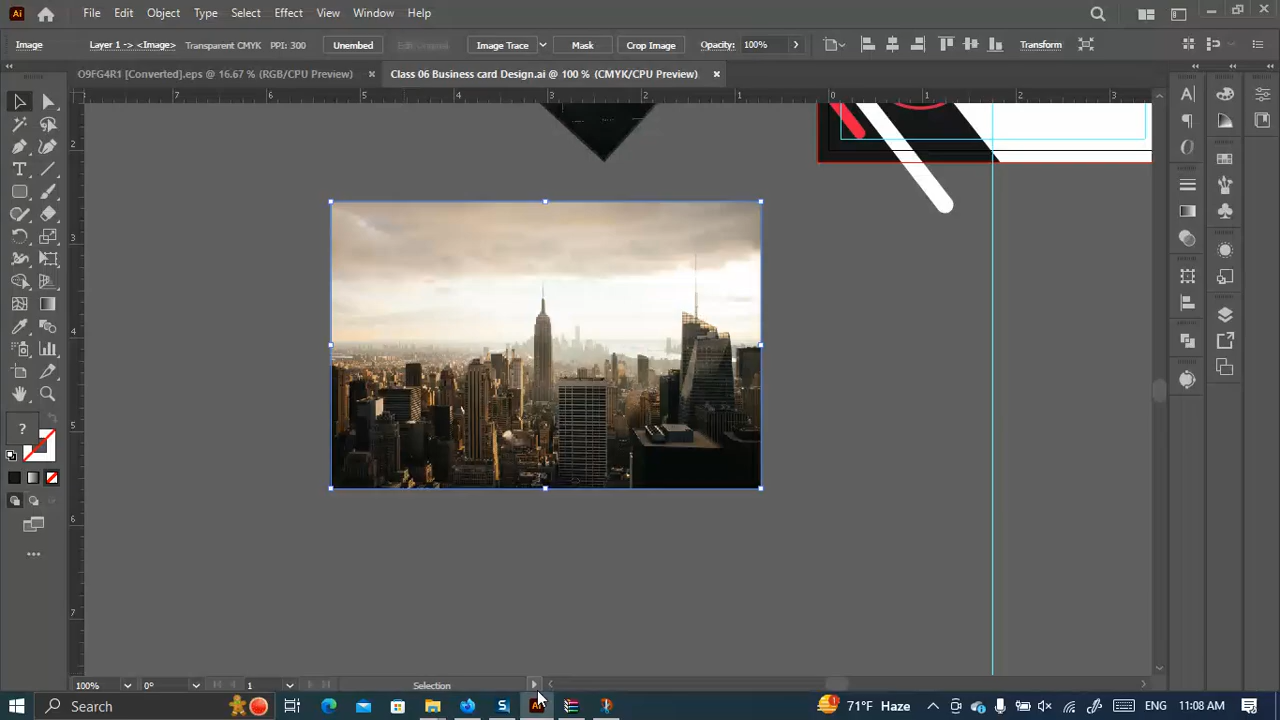 Ai File Edit Object Type Select Effect View Window Help
Image Layer 1 -> <Image> Transparent CMYK PPI: 300 Unembed Edit Original Image Trace Mask Crop Image Opacity: 100% Transform
O9FG4R1 [Converted].eps @ 16.67 % (RGB/CPU Preview) × Class 06 Business card Design.ai @ 100 % (CMYK/CPU Preview) ×
7 6 5 4 3 2 1 0 1 2 3
2
3
4
5
6
7
?
100% 0° 1 Selection
Search S Ai 71°F Haze ENG 11:08 AM